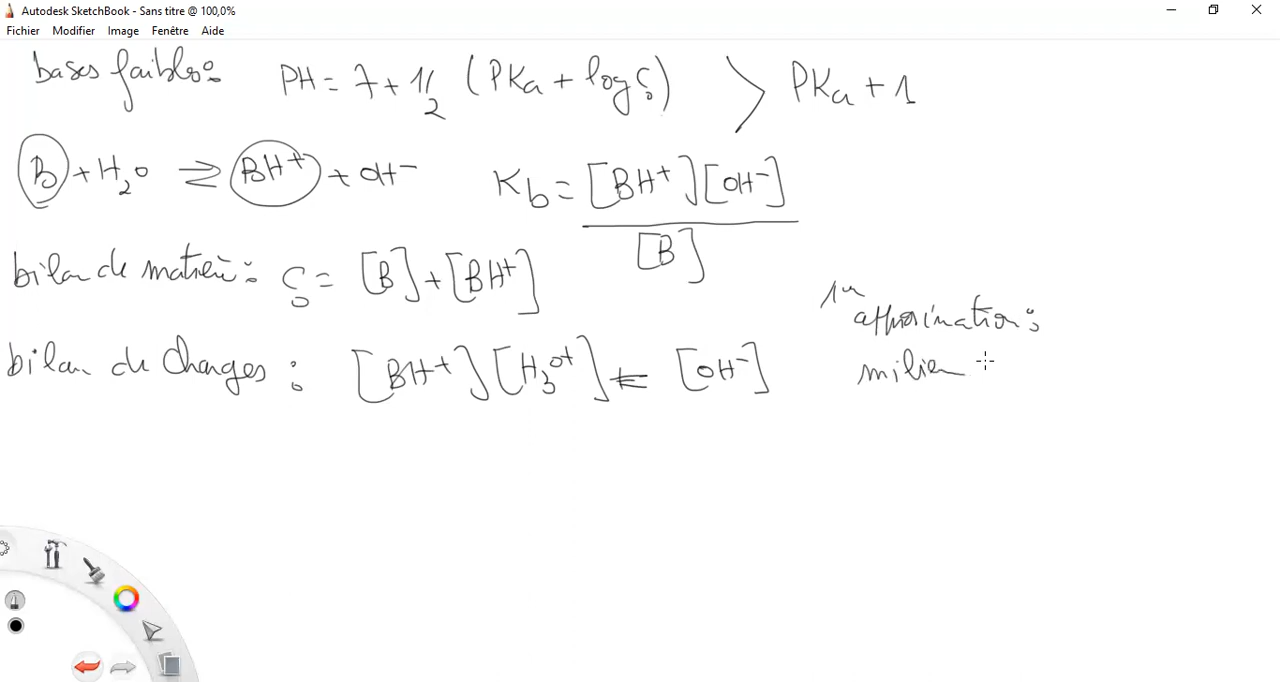 Autodesk SketchBook - Sans titre @ 100,0%
Fichier Modifier Image Fenêtre Aide
bases faibles: PH = 7 + 1/2 (PKa + log C0) > PKa + 1
B + H2O ⇌ BH+ + OH- Kb = [BH+][OH-] / [B]
bilan de matière: C0 = [B] + [BH+]
1ère approximation:
bilan de charges: [BH+][H3O+] = [OH-] milieu